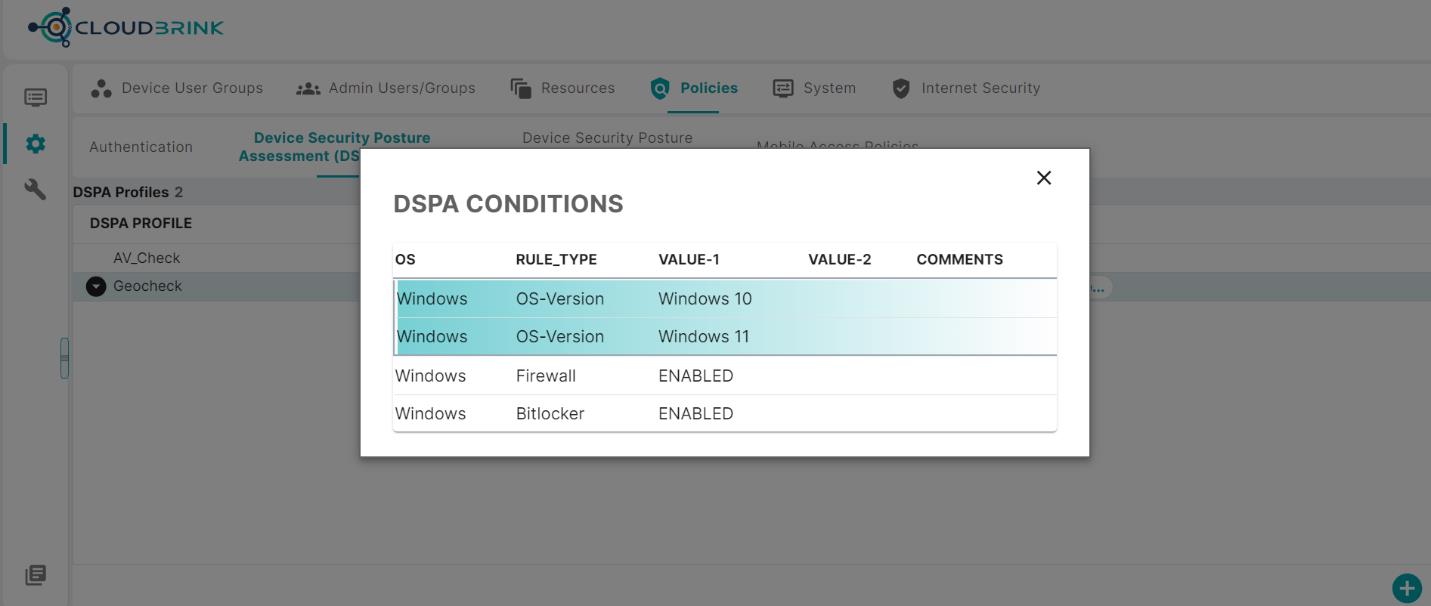 CLOUDBRINK
Device User Groups Admin Users/Groups Resources Policies System Internet Security
Authentication
Device Security Posture
Assessment (DS
Device Security Posture
Mobile Access Policies
DSPA Profiles 2
DSPA PROFILE
AV_Check
Geocheck
...
DSPA CONDITIONS
OS RULE_TYPE VALUE-1 VALUE-2 COMMENTS
Windows OS-Version Windows 10
Windows OS-Version Windows 11
Windows Firewall ENABLED
Windows Bitlocker ENABLED